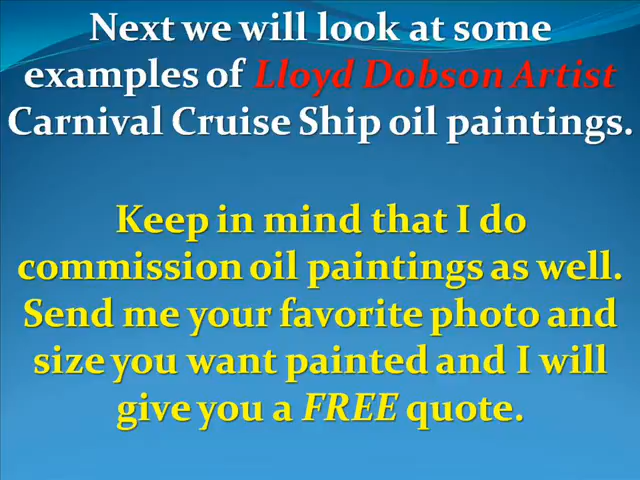 Next we will look at some
examples of Lloyd Dobson Artist
Carnival Cruise Ship oil paintings.
Keep in mind that I do
commission oil paintings as well.
Send me your favorite photo and
size you want painted and I will
give you a FREE quote.